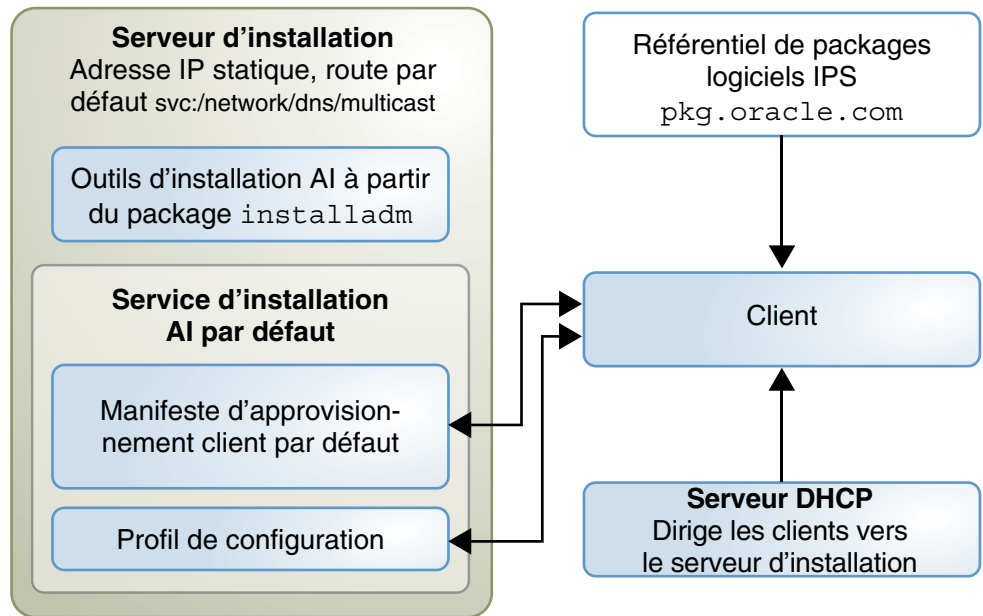 Serveur d’installation
Adresse IP statique, route par
défaut svc:/network/dns/multicast
Outils d’installation AI à partir
du package installadm
Service d’installation
AI par défaut
Manifeste d’approvision-
nement client par défaut
Profil de configuration
Référentiel de packages
logiciels IPS
pkg.oracle.com
Client
Serveur DHCP
Dirige les clients vers
le serveur d’installation